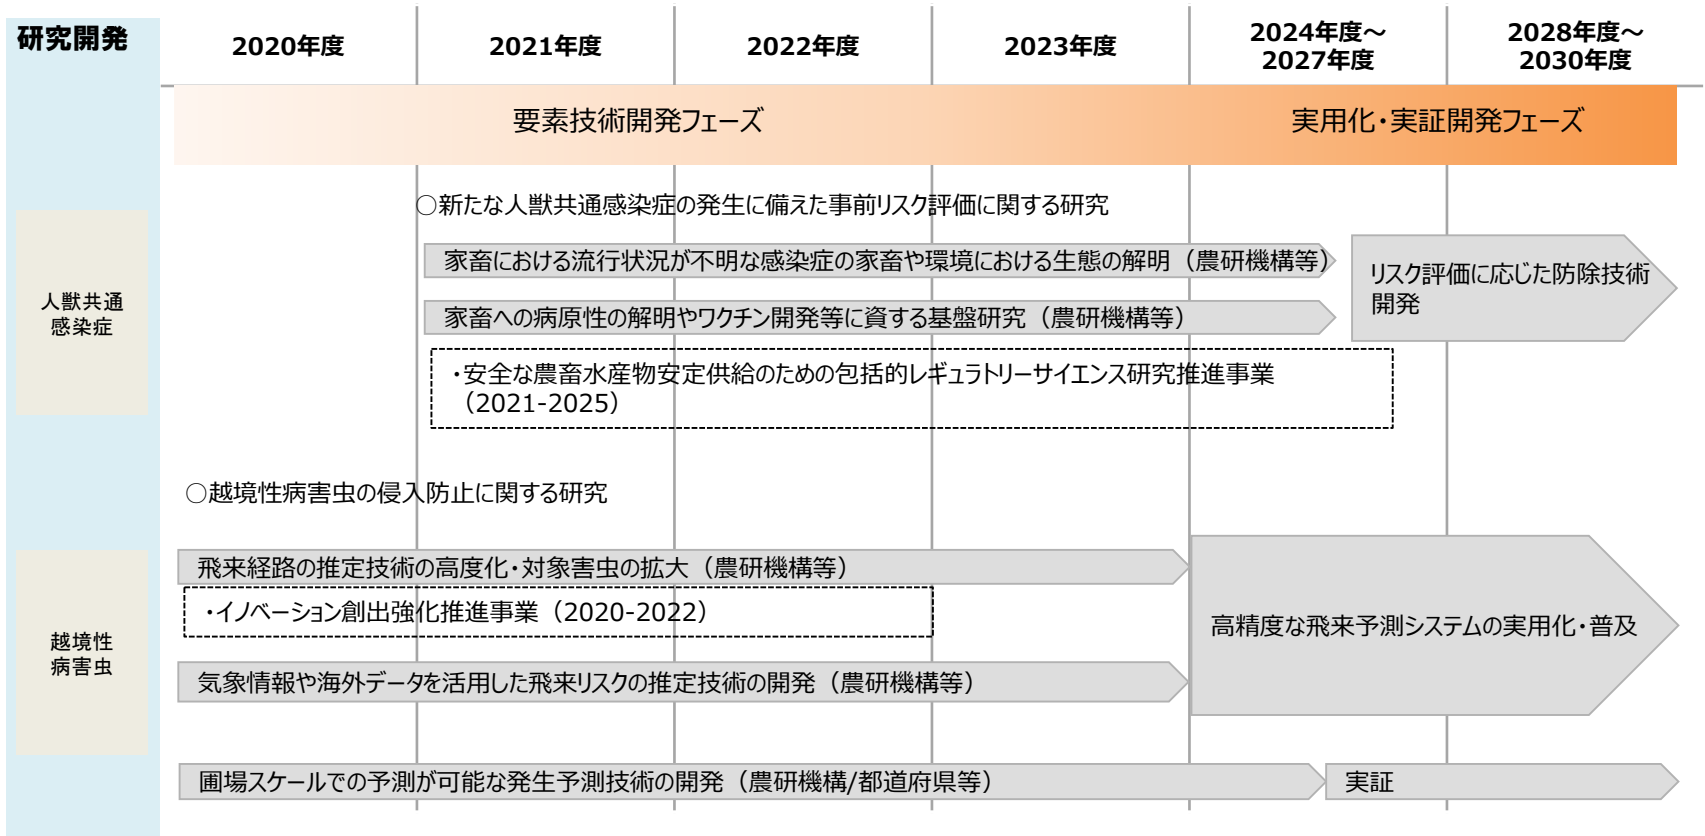 研究開発
2020年度
2021年度
2022年度
2023年度
2024年度～
2027年度
2028年度～
2030年度
要素技術開発フェーズ
実用化・実証開発フェーズ
○新たな人獣共通感染症の発生に備えた事前リスク評価に関する研究
人獣共通
感染症
家畜における流行状況が不明な感染症の家畜や環境における生態の解明（農研機構等）
家畜への病原性の解明やワクチン開発等に資する基盤研究（農研機構等）
リスク評価に応じた防除技術
開発
・安全な農畜水産物安定供給のための包括的レギュラトリーサイエンス研究推進事業
（2021-2025）
○越境性病害虫の侵入防止に関する研究
越境性
病害虫
飛来経路の推定技術の高度化・対象害虫の拡大（農研機構等）
・イノベーション創出強化推進事業（2020-2022）
気象情報や海外データを活用した飛来リスクの推定技術の開発（農研機構等）
高精度な飛来予測システムの実用化・普及
圃場スケールでの予測が可能な発生予測技術の開発（農研機構/都道府県等）
実証